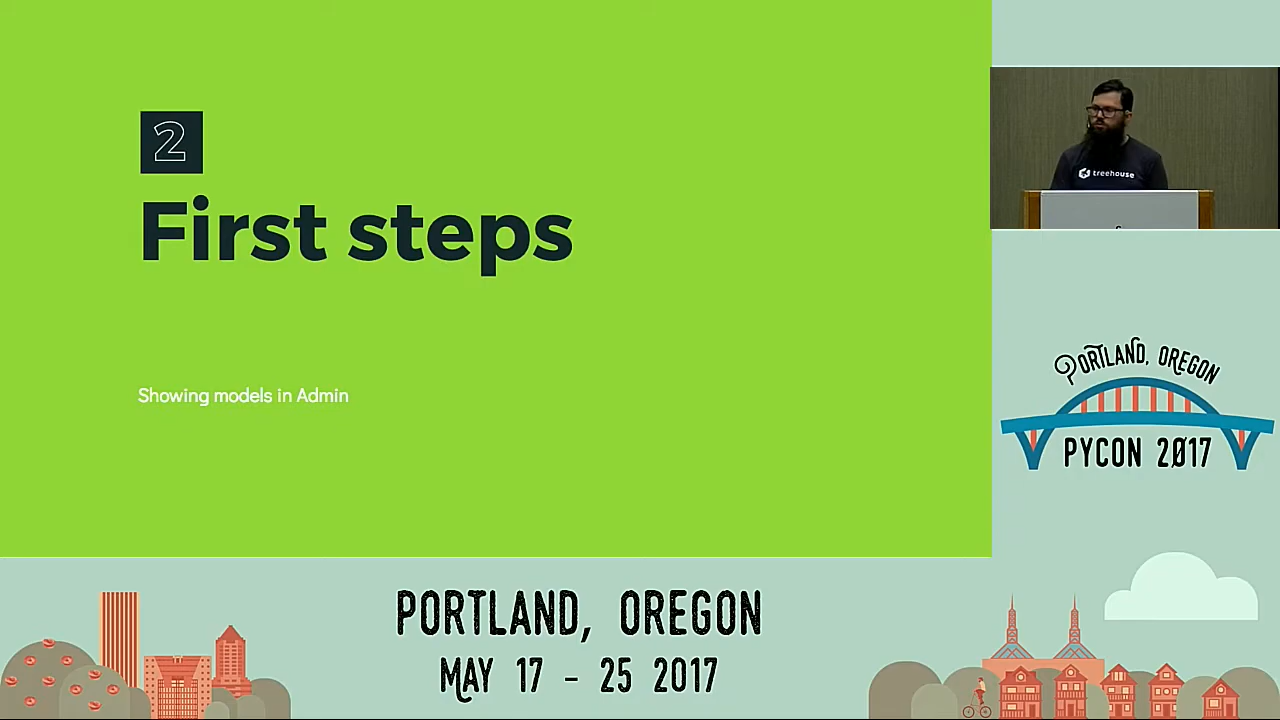 2
First steps
Showing models in Admin
treehouse
PORTLAND, OREGON
PYCON 2017
PORTLAND, OREGON
MAY 17 - 25 2017